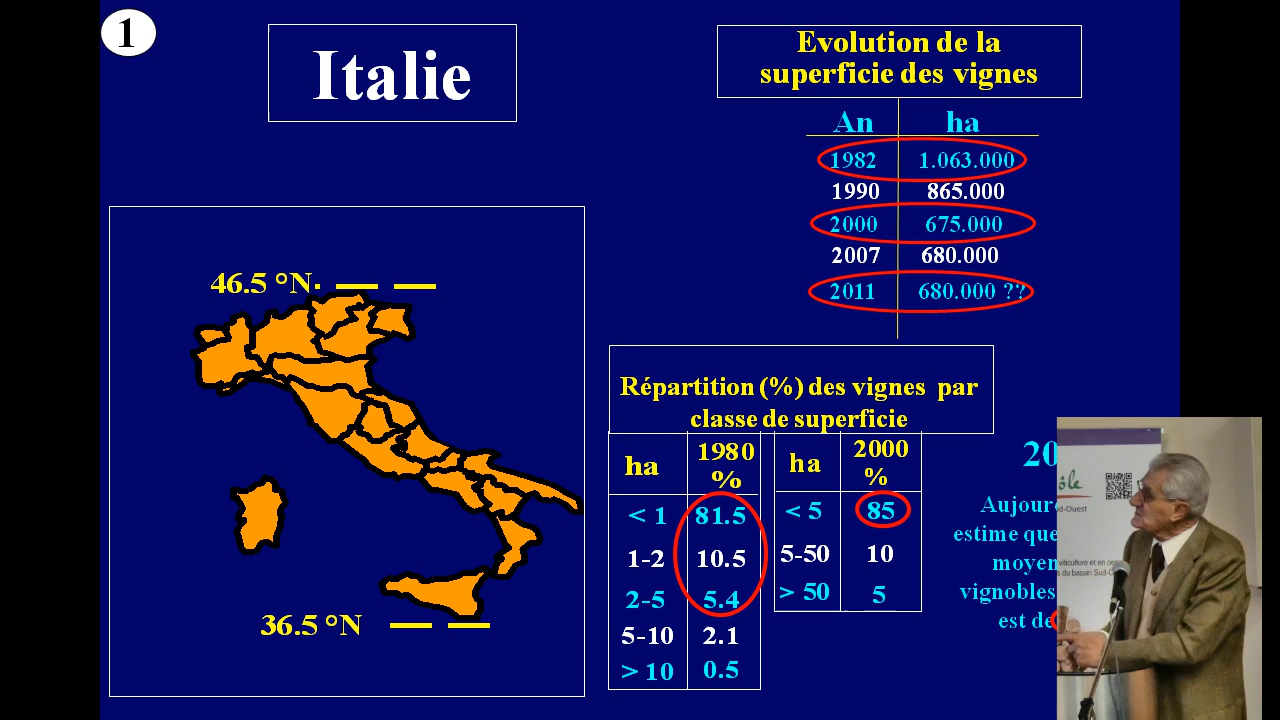 1
Italie
Evolution de la
superficie des vignes
An ha
1982 1.063.000
1990 865.000
2000 675.000
2007 680.000
2011 680.000 ??
46.5 °N
36.5 °N
Répartition (%) des vignes par
classe de superficie
ha 1980
%
< 1 81.5
1-2 10.5
2-5 5.4
5-10 2.1
> 10 0.5
ha 2000
%
< 5 85
5-50 10
> 50 5
20
estime que
vignobles
est de